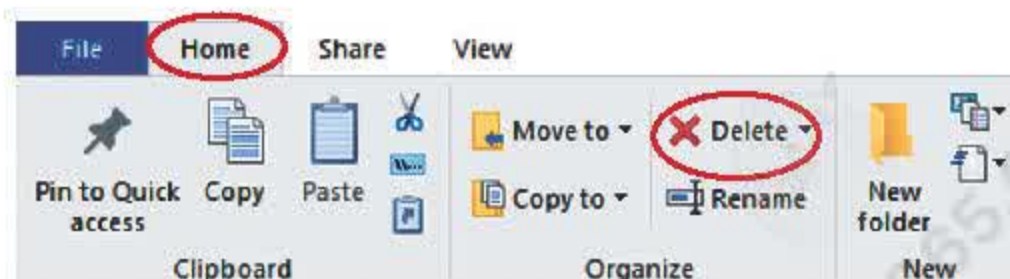 File Home Share View
Pin to Quick access
Copy
Paste
Move to
Copy to
Delete
Rename
New folder
Clipboard
Organize
New